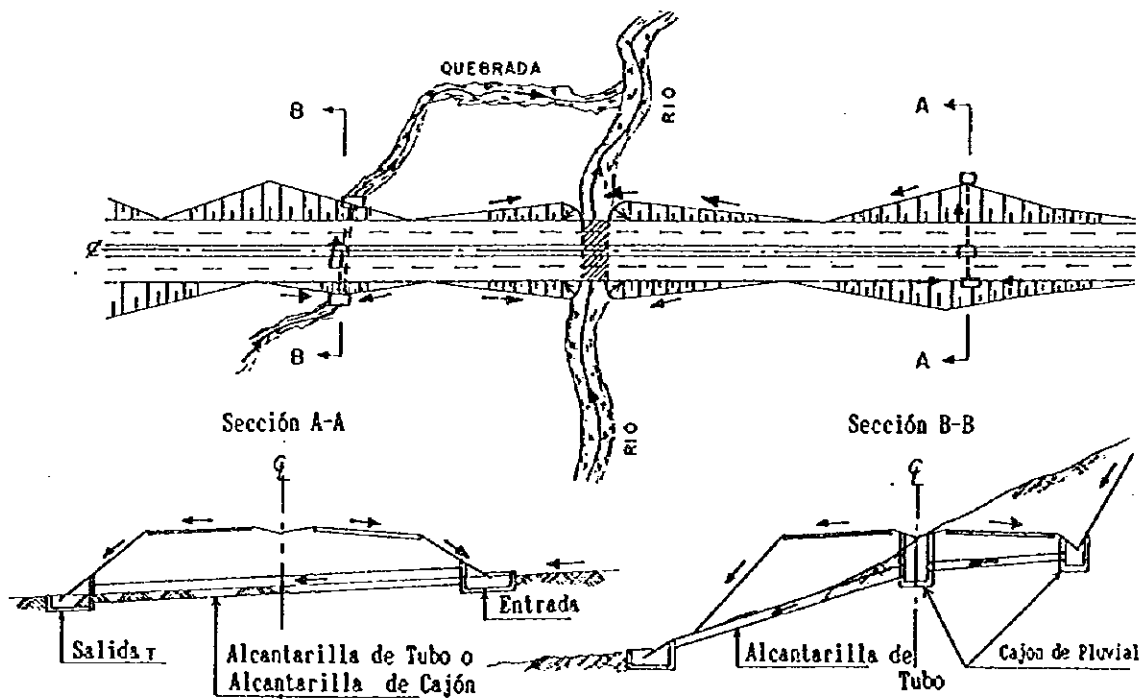 QUEBRADA
RIO
B
A
B
A
RIO
Sección A-A
Sección B-B
Entrada
Salida
Alcantarilla de Tubo o
Alcantarilla de Cajón
Alcantarilla de
Tubo
Cajon de Pluvial